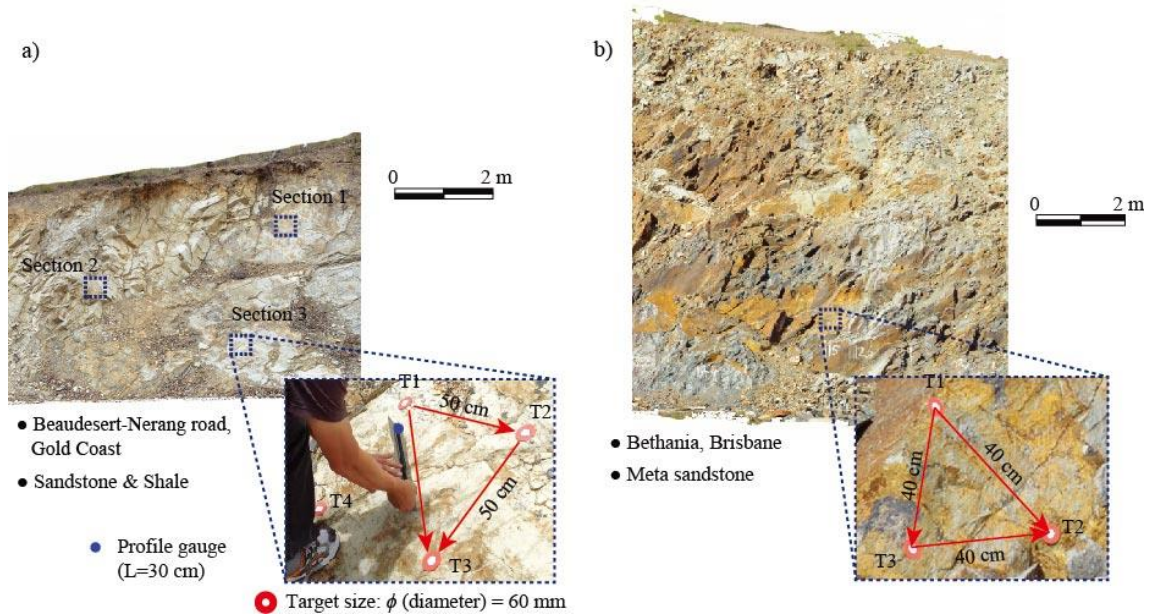 a)
0 2 m
Section 1
Section 2
Section 3
T1
50 cm
T2
50 cm
T4
T3
● Beaudesert-Nerang road,
Gold Coast
● Sandstone & Shale
● Profile gauge
(L=30 cm)
Target size: ϕ (diameter) = 60 mm
b)
0 2 m
15
T1
40 cm
40 cm
T2
T3
40 cm
● Bethania, Brisbane
● Meta sandstone